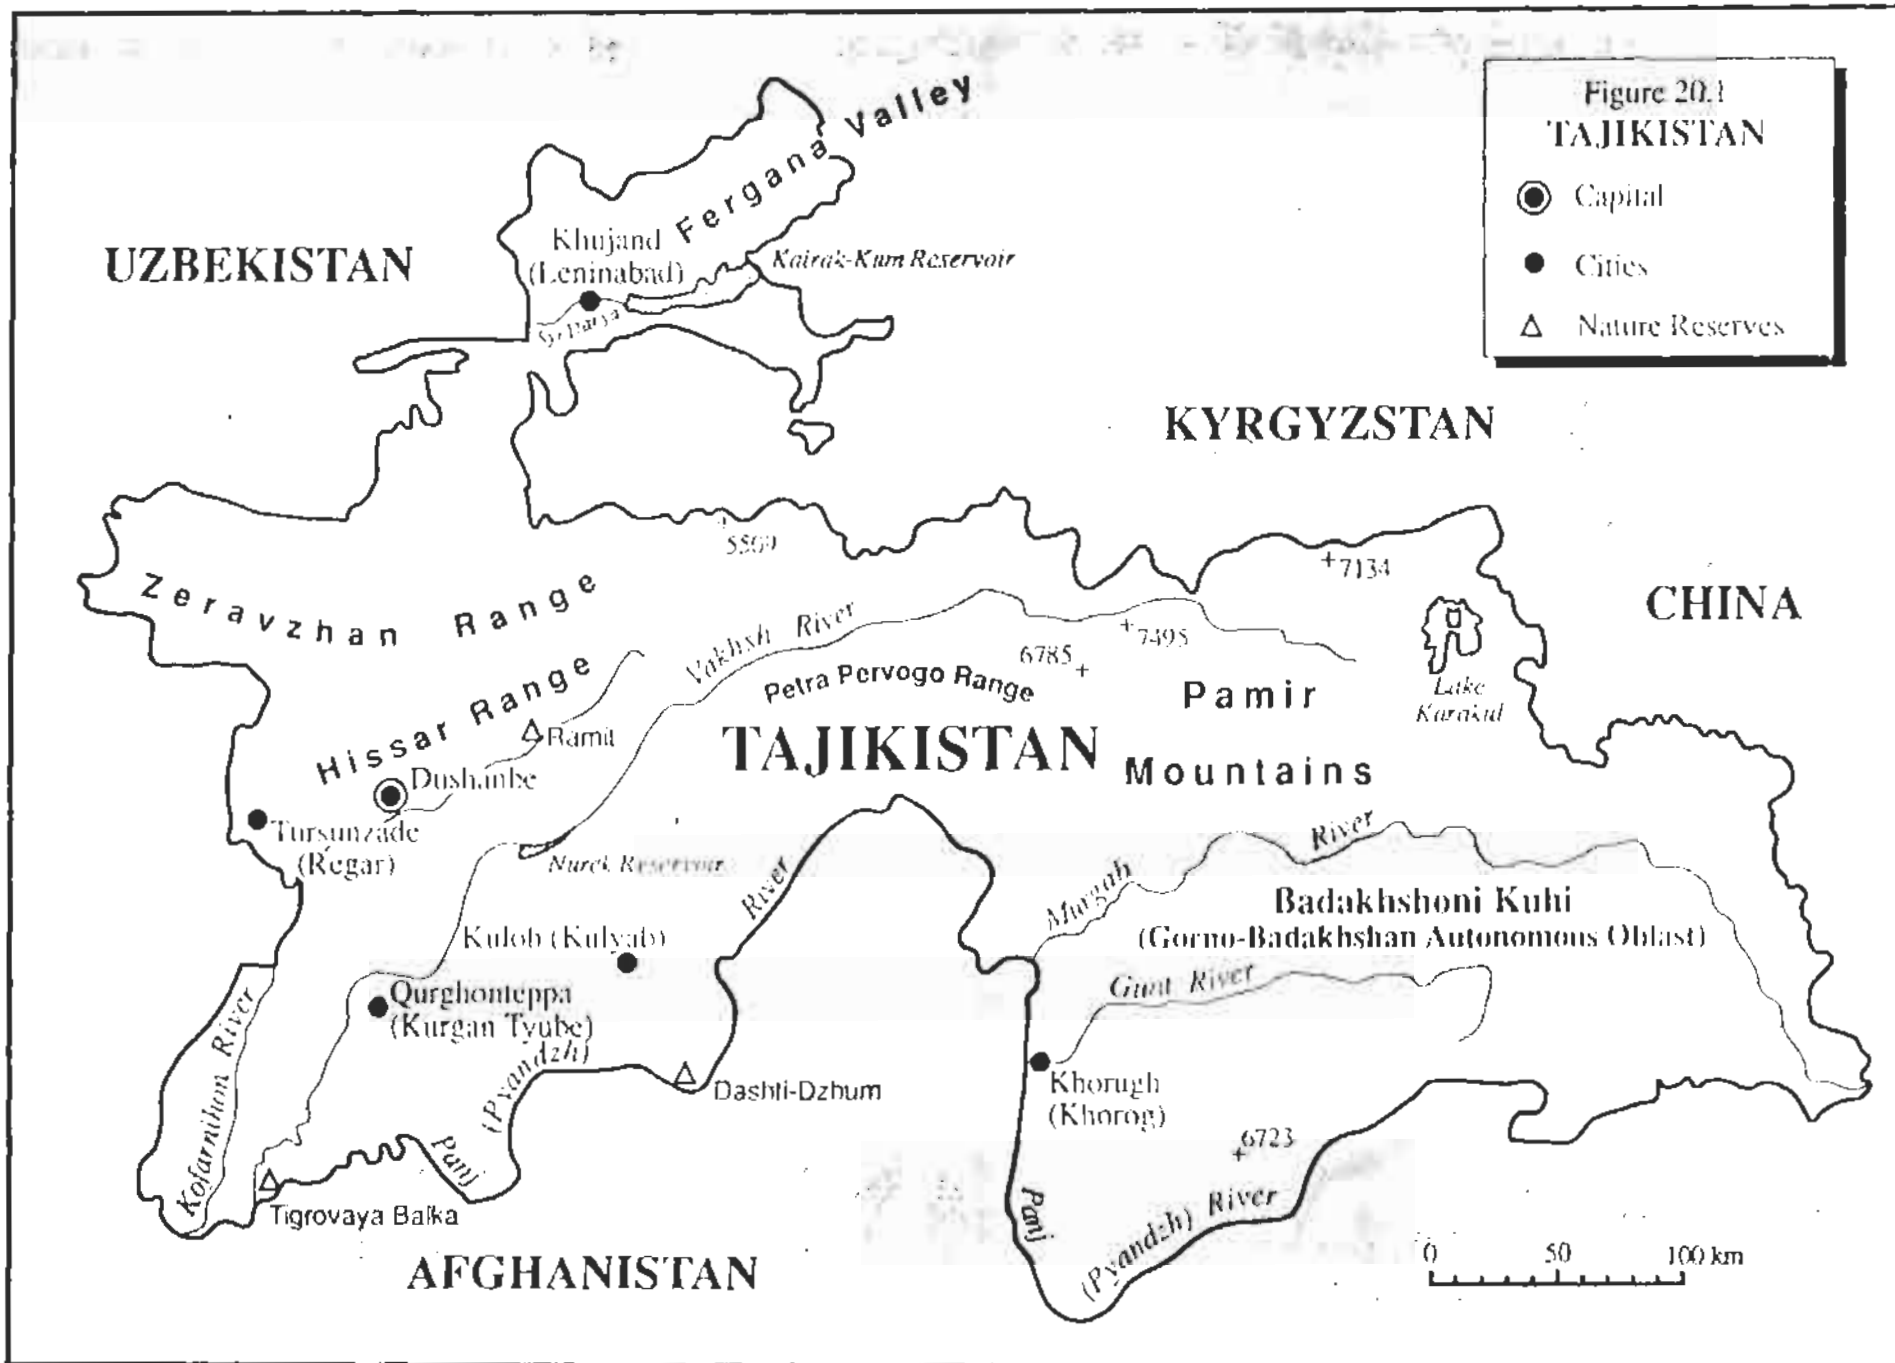 Figure 20.1
TAJIKISTAN
Capital
Cities
Nature Reserves
Fergana Valley
UZBEKISTAN
Khujand
(Leninabad)
Kairak-Kum Reservoir
Syr Darya
KYRGYZSTAN
5509
+7134
CHINA
Zeravzhan Range
Vakhsh River
+7495
6785+
Petra Pervogo Range
Pamir
Mountains
Lake
Karakul
Hissar Range
Ramit
TAJIKISTAN
Dushanbe
Tursunzade
(Regar)
Nurek Reservoir
River
Murgab River
Badakhshoni Kuhi
(Gorno-Badakhshan Autonomous Oblast)
Kulob (Kulyab)
Gunt River
Qurghonteppa
(Kurgan Tyube)
Kofarnihon River
(Pyandzh)
Panj
Dashti-Dzhum
Khorugh
(Khorog)
+6723
Tigrovaya Balka
Panj
(Pyandzh) River
AFGHANISTAN
0 50 100 km